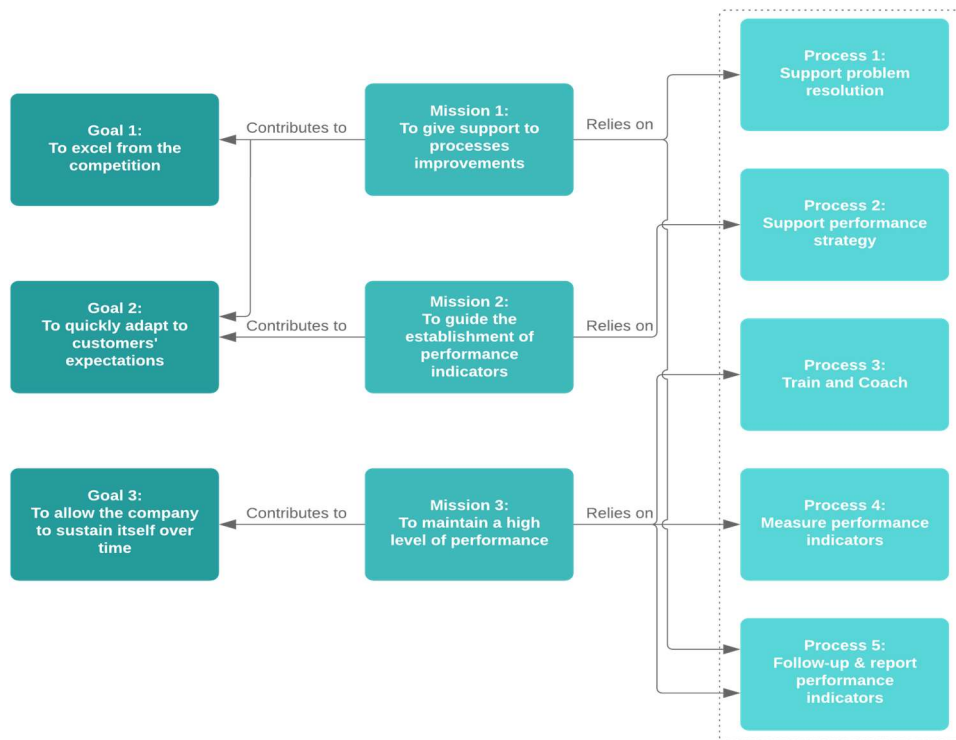 Goal 1:
To excel from the
competition
Contributes to
Mission 1:
To give support to
processes
improvements
Relies on
Process 1:
Support problem
resolution
Process 2:
Support performance
strategy
Goal 2:
To quickly adapt to
customers'
expectations
Contributes to
Mission 2:
To guide the
establishment of
performance
indicators
Relies on
Process 3:
Train and Coach
Goal 3:
To allow the company
to sustain itself over
time
Contributes to
Mission 3:
To maintain a high
level of performance
Relies on
Process 4:
Measure performance
indicators
Process 5:
Follow-up & report
performance
indicators